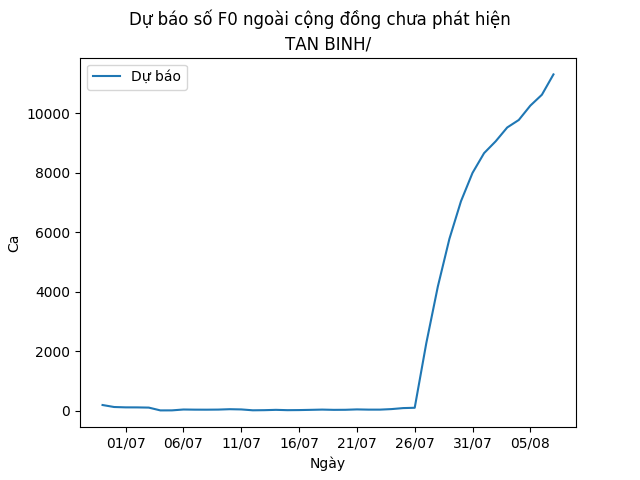 Dự báo số F0 ngoài cộng đồng chưa phát hiện
TAN BINH/
Dự báo
10000
8000
6000
4000
2000
0
Ca
01/07 06/07 11/07 16/07 21/07 26/07 31/07 05/08
Ngày